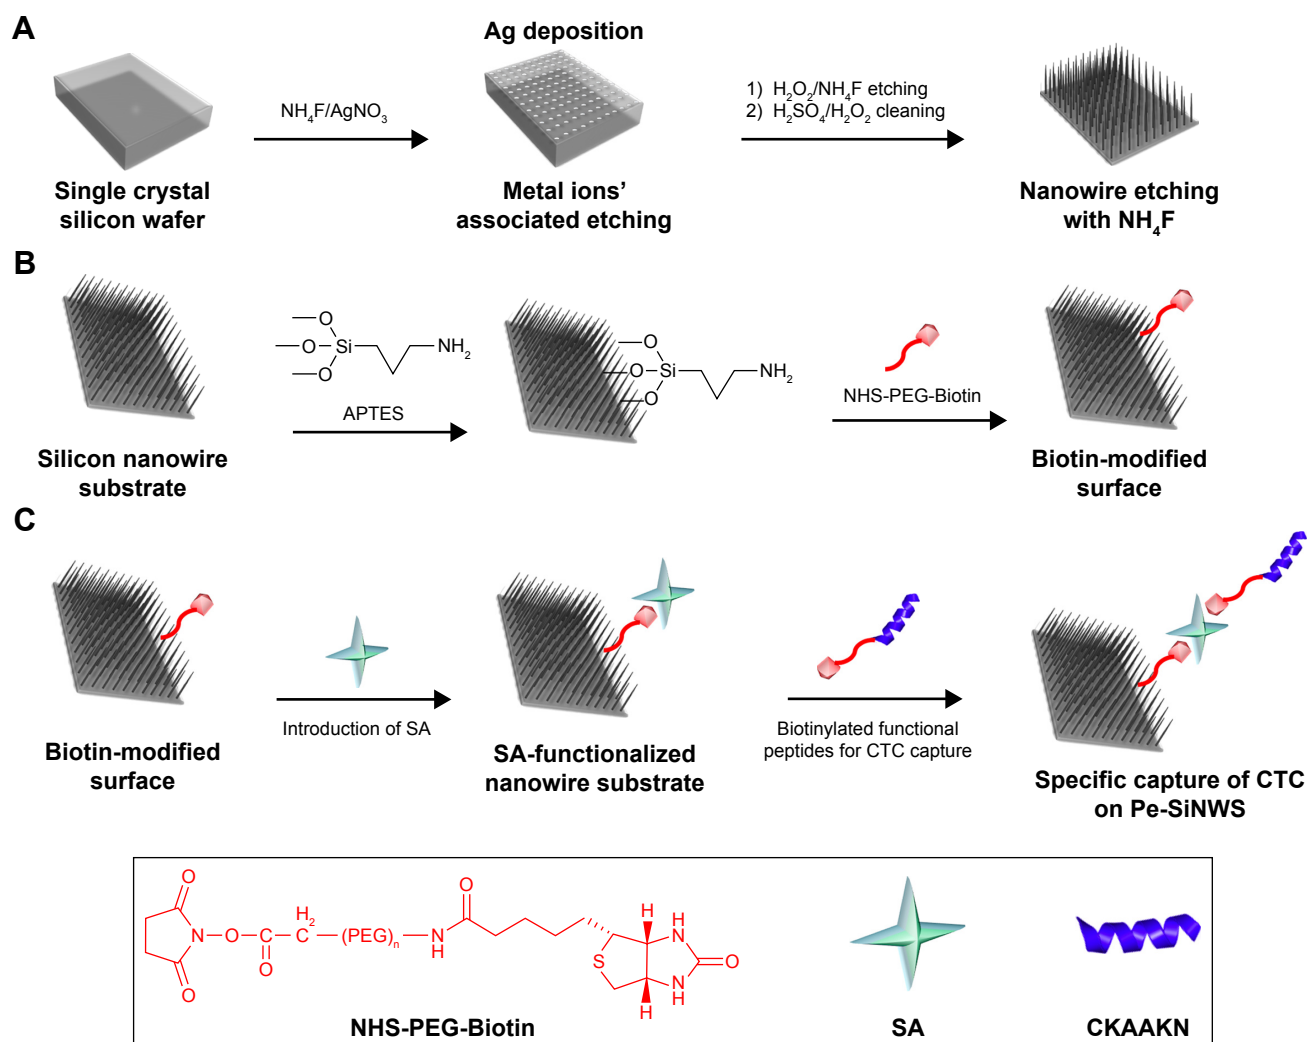 A
Ag deposition
NH₄F/AgNO₃
1) H₂O₂/NH₄F etching
2) H₂SO₄/H₂O₂ cleaning
Single crystal
silicon wafer
Metal ions’
associated etching
Nanowire etching
with NH₄F
B
O
O
Si
NH₂
O
APTES
O
O
Si
NH₂
O
NHS-PEG-Biotin
Silicon nanowire
substrate
Biotin-modified
surface
C
Introduction of SA
Biotinylated functional
peptides for CTC capture
Biotin-modified
surface
SA-functionalized
nanowire substrate
Specific capture of CTC
on Pe-SiNWS
O
O
H₂
H
N
O
C
C
(PEG)ₙ
N
H
N
H
S
O
O
N
H
O
H
NHS-PEG-Biotin
SA
CKAAKN